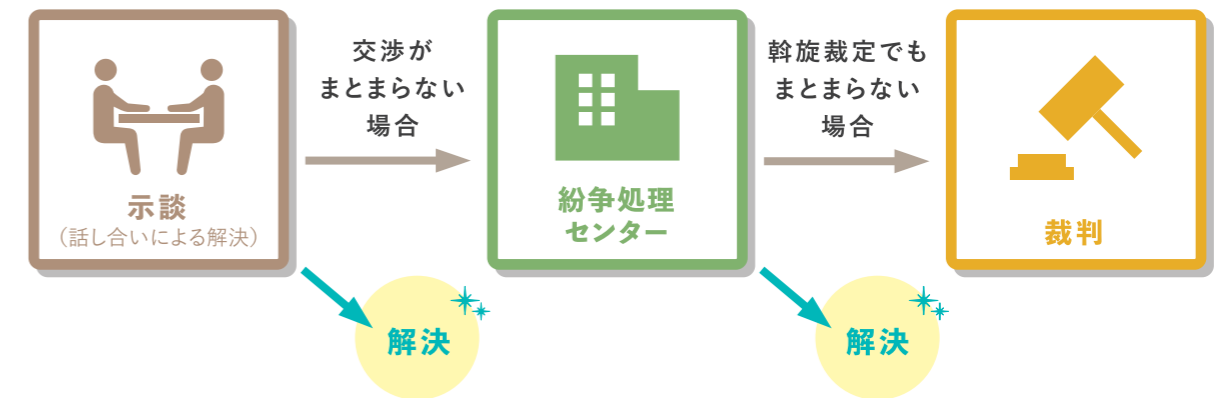 示談
（話し合いによる解決）
交渉が
まとまらない
場合
解決
紛争処理
センター
斡旋裁定でも
まとまらない
場合
解決
裁判